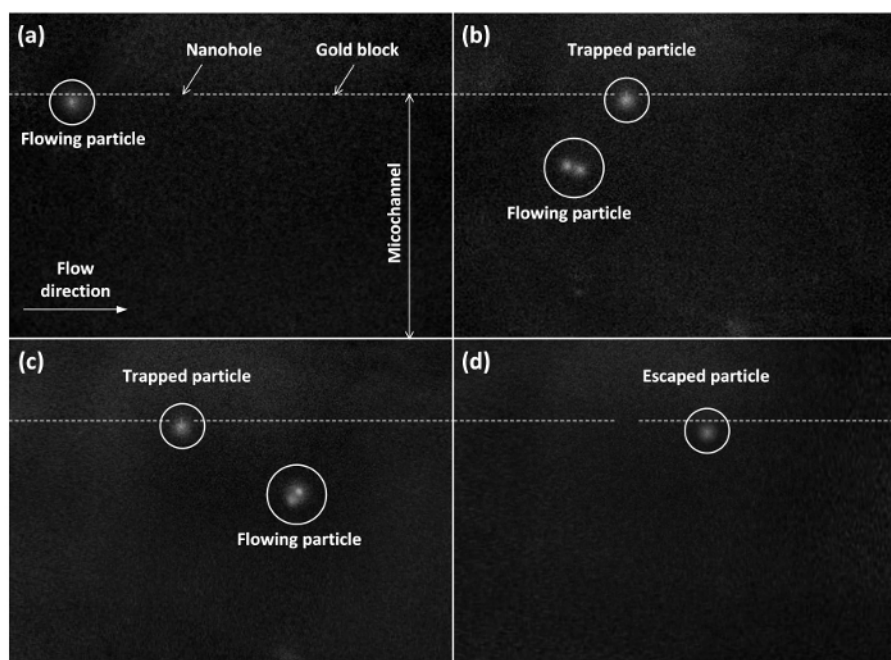 (a)
Nanohole
Gold block
Flowing particle
Micochannel
Flow
direction
(b)
Trapped particle
Flowing particle
(c)
Trapped particle
Flowing particle
(d)
Escaped particle